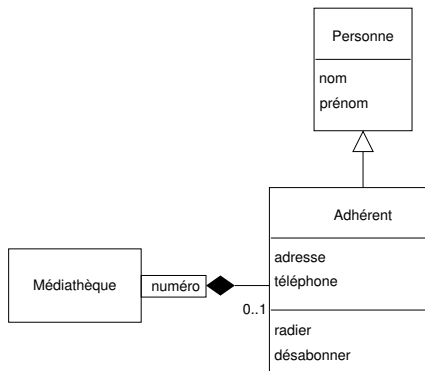 Personne
nom
prénom
Adhérent
adresse
téléphone
Médiathèque
numéro
0..1
radier
désabonner